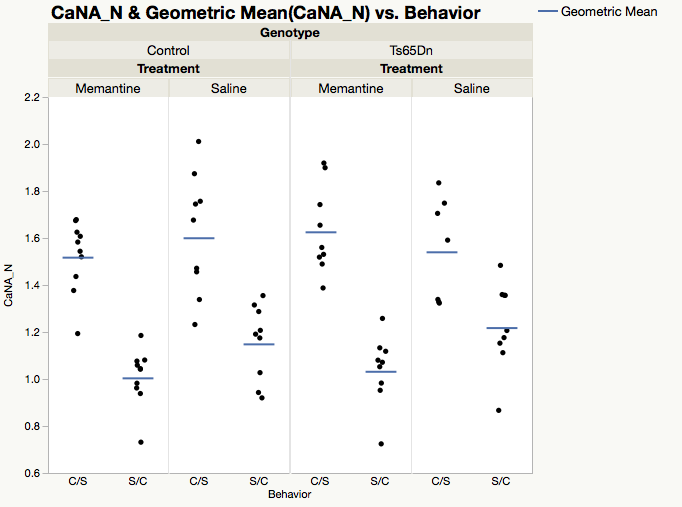 CaNA_N & Geometric Mean(CaNA_N) vs. Behavior
Geometric Mean
Genotype
Control Ts65Dn
Treatment Treatment
Memantine Saline Memantine Saline
2.2
2.0
1.8
1.6
1.4
1.2
1.0
0.8
0.6
CaNA_N
C/S S/C C/S S/C C/S S/C C/S S/C
Behavior